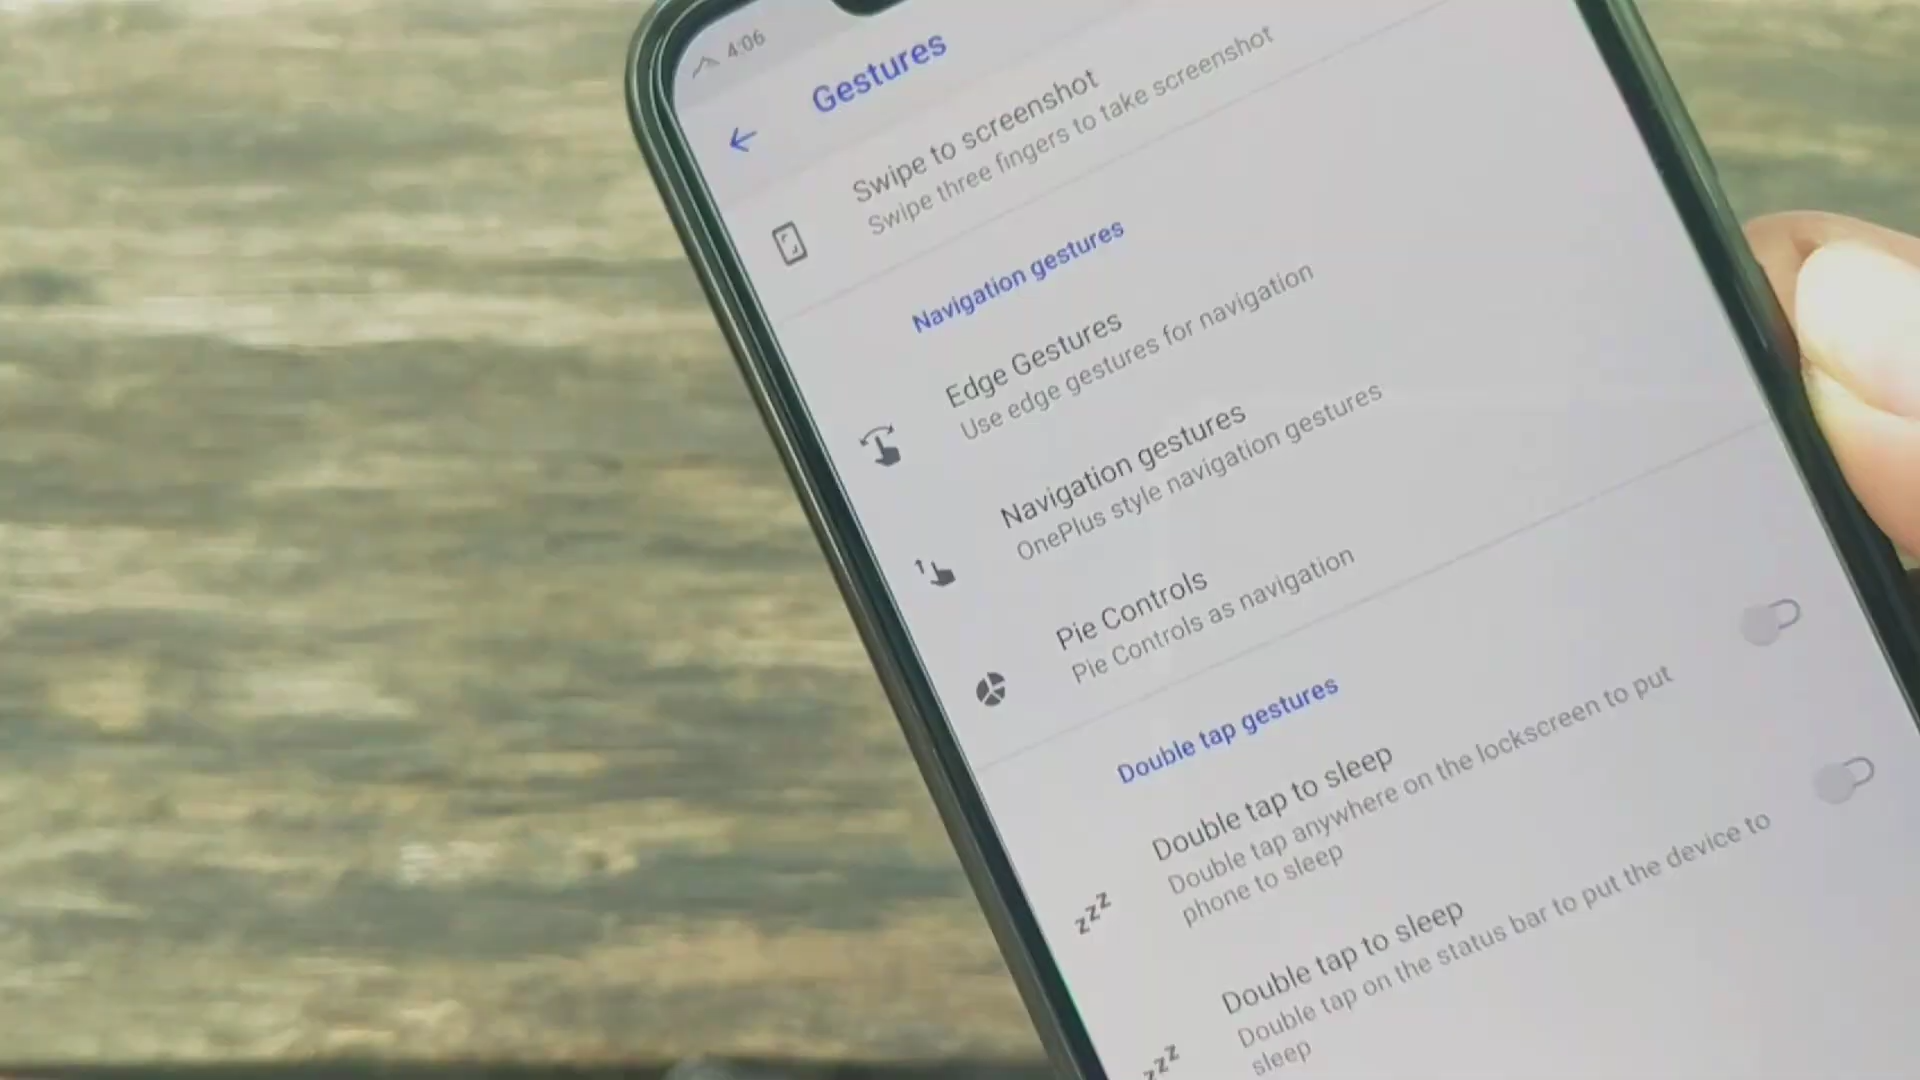 4:06
Gestures
Swipe to screenshot
Swipe three fingers to take screenshot
Navigation gestures
Edge Gestures
Use edge gestures for navigation
Navigation gestures
OnePlus style navigation gestures
Pie Controls
Pie Controls as navigation
Double tap gestures
Double tap to sleep
Double tap anywhere on the lockscreen to put
phone to sleep
Double tap to sleep
Double tap on the status bar to put the device to
sleep